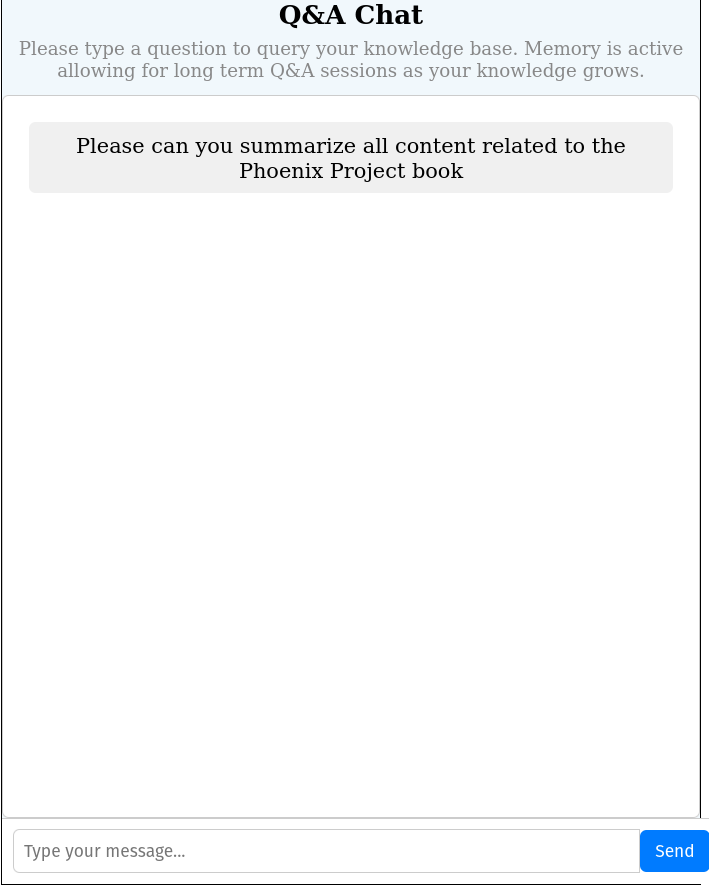 Q&A Chat
Please type a question to query your knowledge base. Memory is active
allowing for long term Q&A sessions as your knowledge grows.
Please can you summarize all content related to the
Phoenix Project book
Type your message...
Send